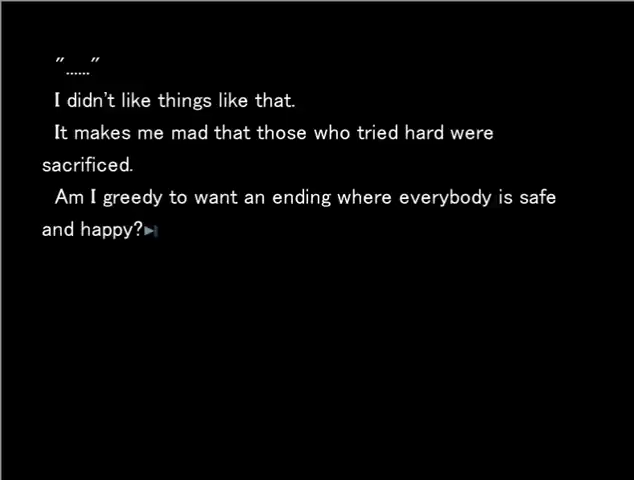 "......"
I didn't like things like that.
It makes me mad that those who tried hard were
sacrificed.
Am I greedy to want an ending where everybody is safe
and happy?